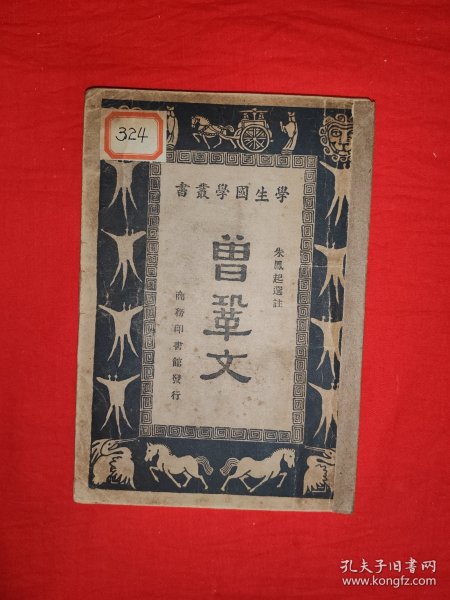 324
書叢學國生學
朱鳳起選註
曾鞏文
商務印書館發行
孔夫子旧书网
www.kongfz.com